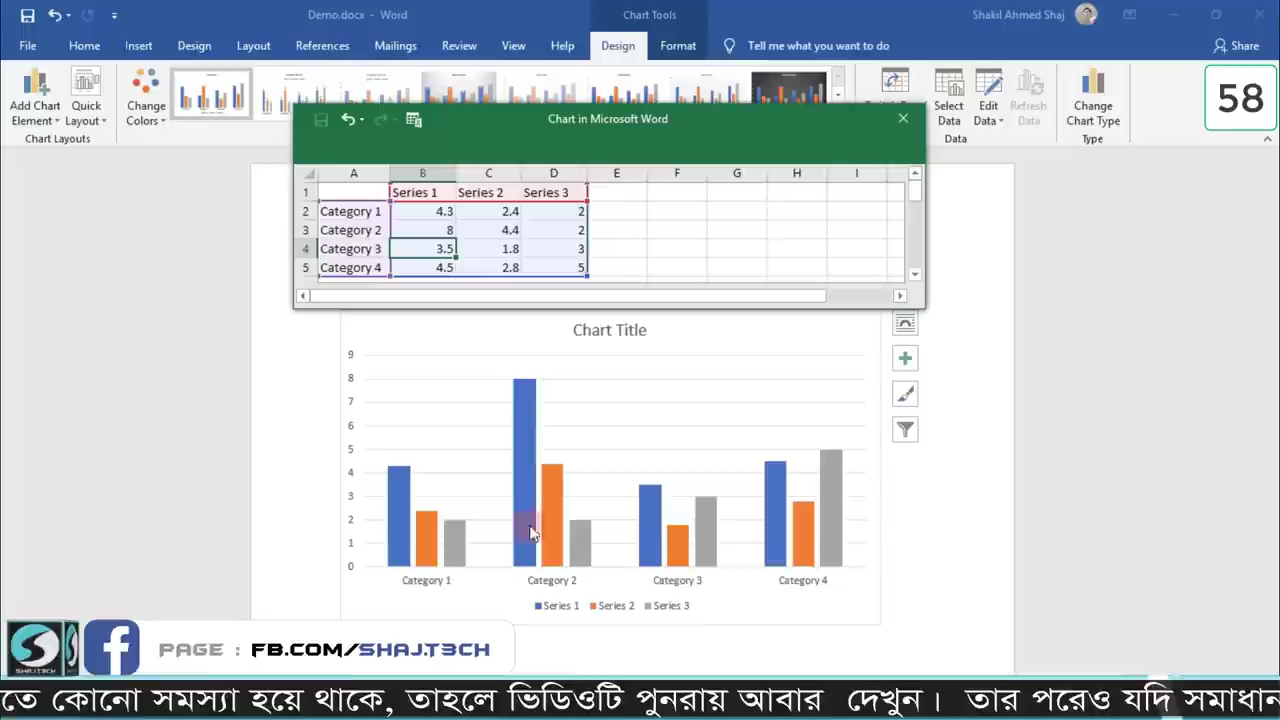 Demo.docx - Word
Chart Tools
Shakil Ahmed Shaj
File Home Insert Design Layout References Mailings Review View Help Design Format Tell me what you want to do Share
Add Chart Element
Quick Layout
Change Colors
Select Data
Edit Data
Refresh Data
Change Chart Type
58
Chart Layouts
Data
Type
Chart in Microsoft Word
A B C D E F G H I
1 Series 1 Series 2 Series 3
2 Category 1 4.3 2.4 2
3 Category 2 8 4.4 2
4 Category 3 3.5 1.8 3
5 Category 4 4.5 2.8 5
Chart Title
9
8
7
6
5
4
3
2
1
0
Category 1 Category 2 Category 3 Category 4
Series 1 Series 2 Series 3
SHAJ.T3CH
PAGE : FB.COM/SHAJ.T3CH
তে কোনো সমস্যা হয়ে থাকে, তাহলে ভিডিওটি পুনরায় আবার দেখুন। তার পরেও যদি সমাধান